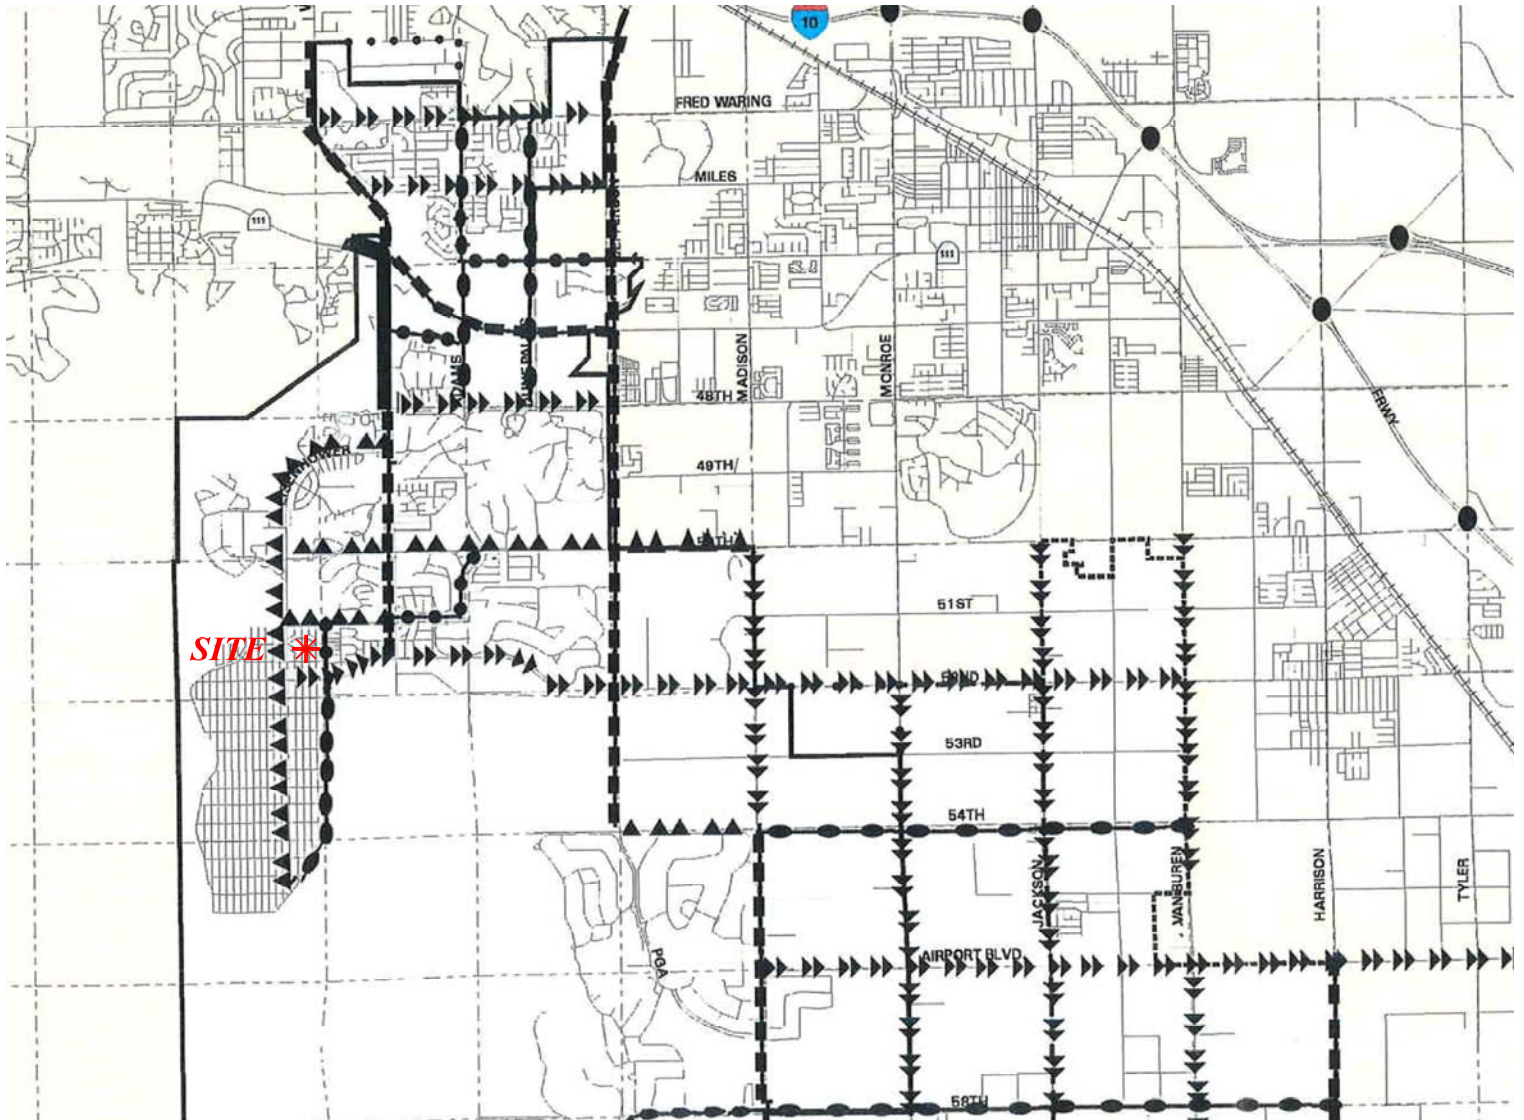 10
FRED WARING
MILES
111
111
MADISON
MONROE
ADAMS
48TH
FRWY
49TH
51ST
SITE
52ND
53RD
54TH
JACKSON
VAN BUREN
HARRISON
TYLER
AIRPORT BLVD
PGA
58TH